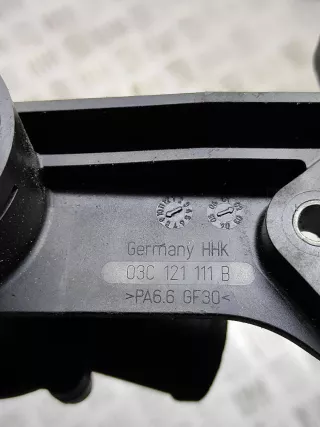 Germany HHK
03C 121 111 B
>PA6.6 GF30<